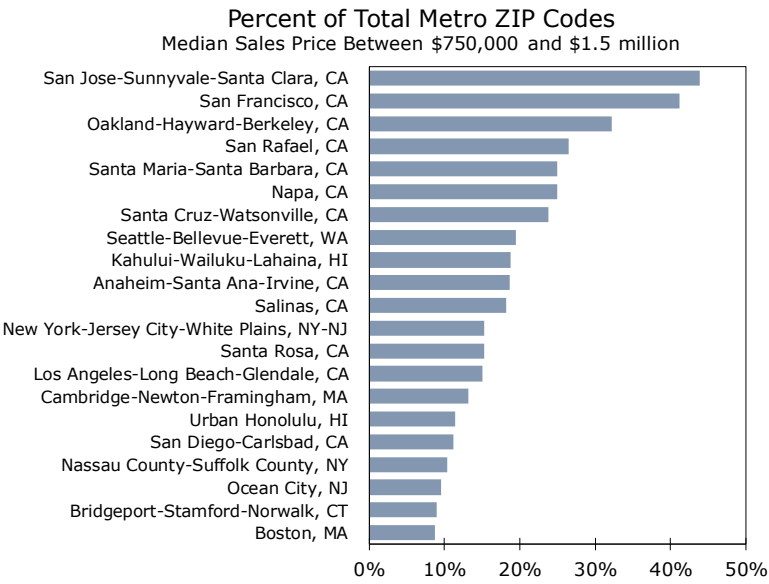 Percent of Total Metro ZIP Codes
Median Sales Price Between $750,000 and $1.5 million
San Jose-Sunnyvale-Santa Clara, CA
San Francisco, CA
Oakland-Hayward-Berkeley, CA
San Rafael, CA
Santa Maria-Santa Barbara, CA
Napa, CA
Santa Cruz-Watsonville, CA
Seattle-Bellevue-Everett, WA
Kahului-Wailuku-Lahaina, HI
Anaheim-Santa Ana-Irvine, CA
Salinas, CA
New York-Jersey City-White Plains, NY-NJ
Santa Rosa, CA
Los Angeles-Long Beach-Glendale, CA
Cambridge-Newton-Framingham, MA
Urban Honolulu, HI
San Diego-Carlsbad, CA
Nassau County-Suffolk County, NY
Ocean City, NJ
Bridgeport-Stamford-Norwalk, CT
Boston, MA
0% 10% 20% 30% 40% 50%